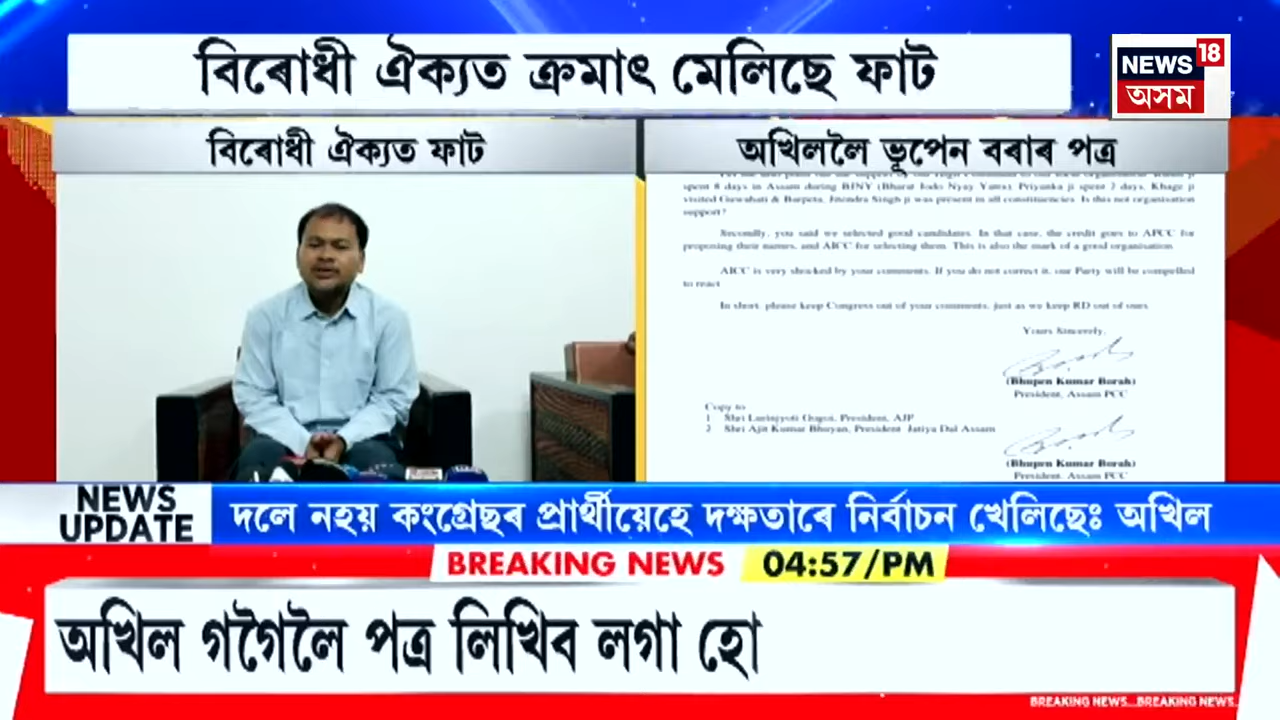 বিৰোধী ঐক্যত ক্ৰমাৎ মেলিছে ফাট
NEWS 18
অসম
বিৰোধী ঐক্যত ফাট
অখিললৈ ভূপেন বৰাৰ পত্ৰ
spent 8 days in Assam during BJNY (Bharat Jodo Nyay Yatra), Priyanka ji spent 2 days, Khage ji
visited Guwahati & Barpeta, Jitendra Singh ji was present in all constituencies. Is this not organisation
support?
Secondly, you said we selected good candidates. In that case, the credit goes to APCC for
proposing their names, and AICC for selecting them. This is also the mark of a good organisation.
AICC is very shocked by your comments. If you do not correct it, our Party will be compelled
to react.
In short, please keep Congress out of your comments, just as we keep RD out of ours.
Yours Sincerely,
(Bhupen Kumar Borah)
President, Assam PCC
Copy to
1 Shri Lurinjyoti Gogoi, President, AJP
2 Shri Ajit Kumar Bhuyan, President Jatiya Dal Assam
(Bhupen Kumar Borah)
President, Assam PCC
NEWS
UPDATE
দলে নহয় কংগ্ৰেছৰ প্ৰাৰ্থীয়েহে দক্ষতাৰে নিৰ্বাচন খেলিছেঃ অখিল
BREAKING NEWS
04:57/PM
অখিল গগৈলৈ পত্ৰ লিখিব লগা হো
BREAKING NEWS...BREAKING NEWS...